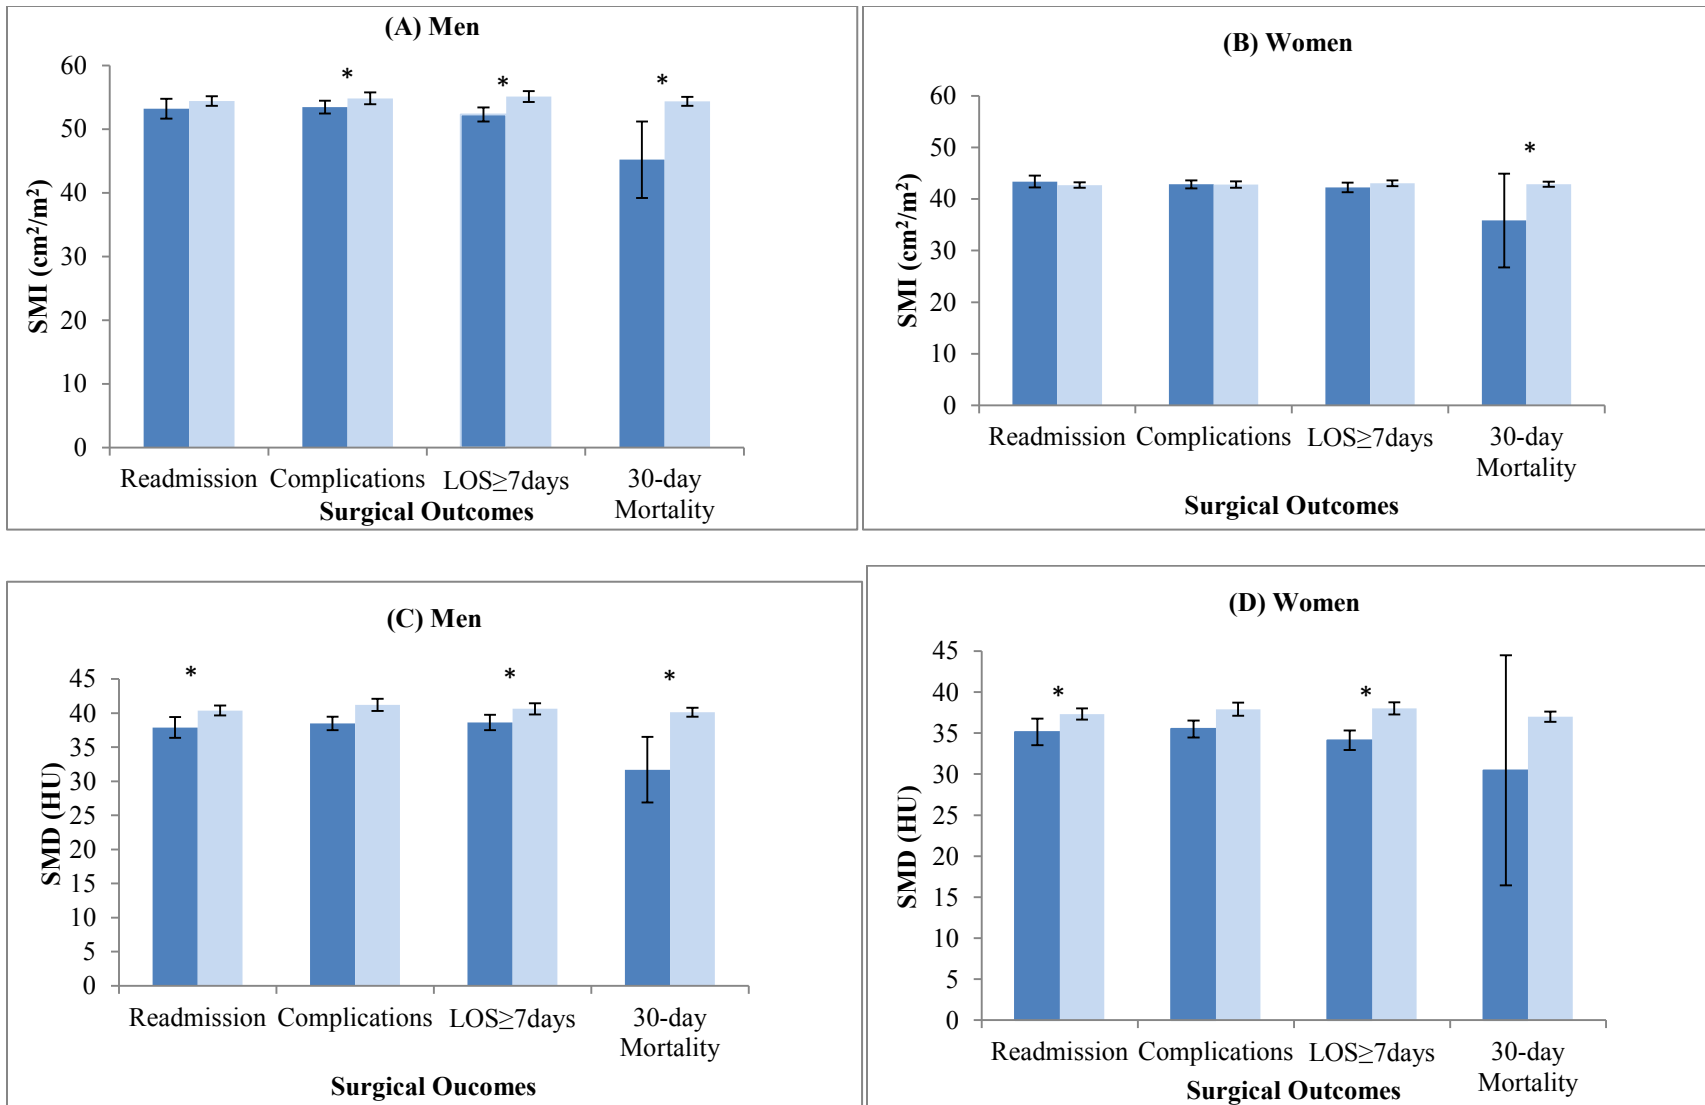 (A) Men
SMI (cm²/m²)
60
50
40
30
20
10
0
* * *
Readmission Complications LOS≥7days 30-day Mortality
Surgical Outcomes
(B) Women
SMI (cm²/m²)
60
50
40
30
20
10
0
*
Readmission Complications LOS≥7days 30-day Mortality
Surgical Outcomes
(C) Men
SMD (HU)
45
40
35
30
25
20
15
10
5
0
* * *
Readmission Complications LOS≥7days 30-day Mortality
Surgical Oucomes
(D) Women
SMD (HU)
45
40
35
30
25
20
15
10
5
0
* *
Readmission Complications LOS≥7days 30-day Mortality
Surgical Outcomes